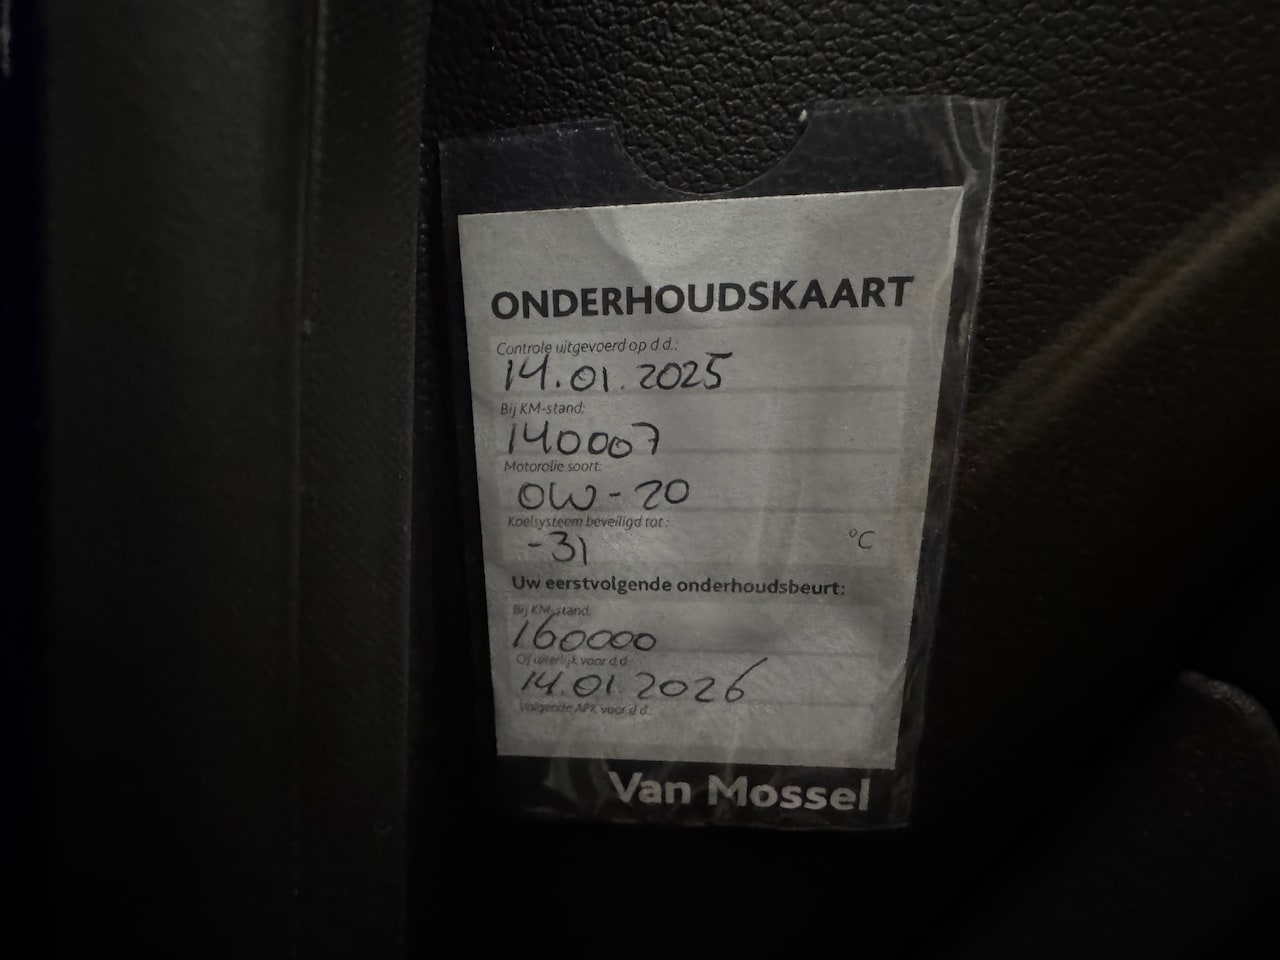 ONDERHOUDSKAART
Controle uitgevoerd op d.d.:
14.01.2025
Bij KM-stand:
140007
Motorolie soort:
0W-20
Koelsysteem beveiligd tot:
-31 °C
Uw eerstvolgende onderhoudsbeurt:
Bij KM-stand:
160000
Of uiterlijk voor d.d.:
14.01.2026
Volgende APK voor d.d.:
Van Mossel